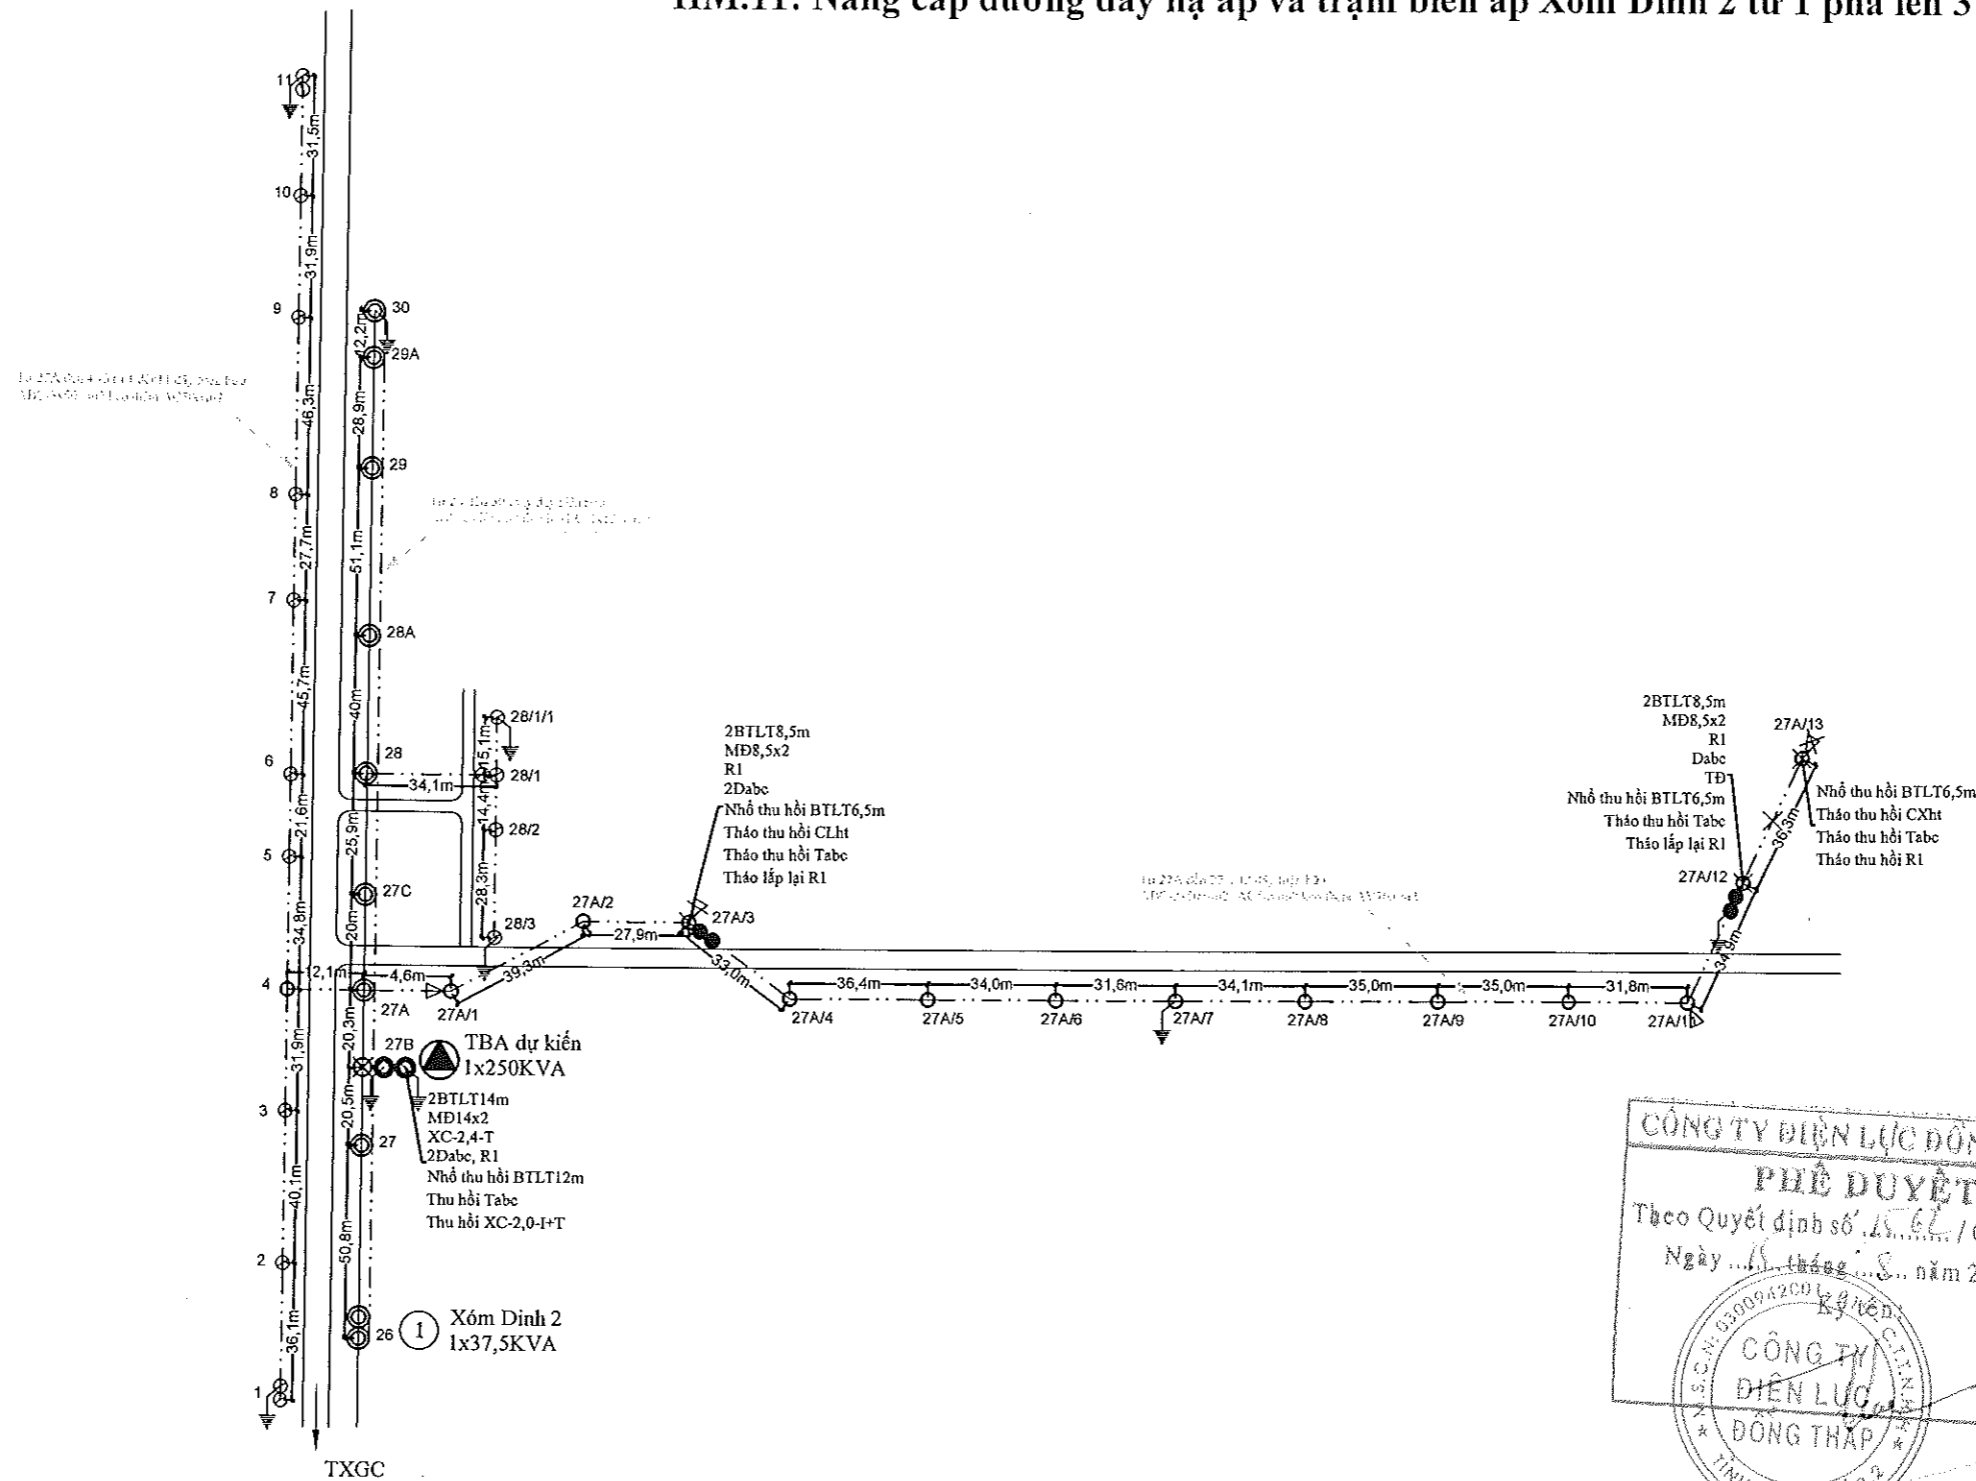 HM.11: Nâng cấp đường dây hạ áp và trạm biến áp Xóm Dinh 2 từ 1 pha lên 3
11
31,5m
10
31,9m
9
46,3m
8
27,7m
7
45,7m
6
21,6m
5
34,8m
4
31,9m
3
40,1m
2
36,1m
1
TXGC
30
12,2m
29A
28,9m
29
51,1m
28A
40m
28
25,9m
27C
20m
12,1m
4,6m
27A
20,3m
27B
20,5m
27
50,8m
26
1
Xóm Dinh 2
1x37,5KVA
TBA dự kiến
1x250KVA
2BTLT14m
MĐ14x2
XC-2,4-T
2Dabc, R1
Nhổ thu hồi BTLT12m
Thu hồi Tabc
Thu hồi XC-2,0-I+T
28/1/1
15,1m
28/1
34,1m
14,4m
28/2
28,3m
28/3
27A/1
39,3m
27A/2
27,9m
27A/3
33,0m
2BTLT8,5m
MĐ8,5x2
R1
2Dabc
Nhổ thu hồi BTLT6,5m
Tháo thu hồi CLht
Tháo thu hồi Tabc
Tháo lắp lại R1
27A/4
36,4m
27A/5
34,0m
27A/6
31,6m
27A/7
34,1m
27A/8
35,0m
27A/9
35,0m
27A/10
31,8m
27A/11
34,9m
27A/12
36,3m
27A/13
2BTLT8,5m
MĐ8,5x2
R1
Dabc
TĐ
Nhổ thu hồi BTLT6,5m
Tháo thu hồi Tabc
Tháo lắp lại R1
Nhổ thu hồi BTLT6,5m
Tháo thu hồi CXht
Tháo thu hồi Tabc
Tháo thu hồi R1
CÔNG TY ĐIỆN LỰC ĐỒN
PHÊ DUYỆT
Theo Quyết định số
Ngày tháng 8 năm 2
Ký tên:
CÔNG TY
ĐIỆN LỰC
ĐỒNG THÁP